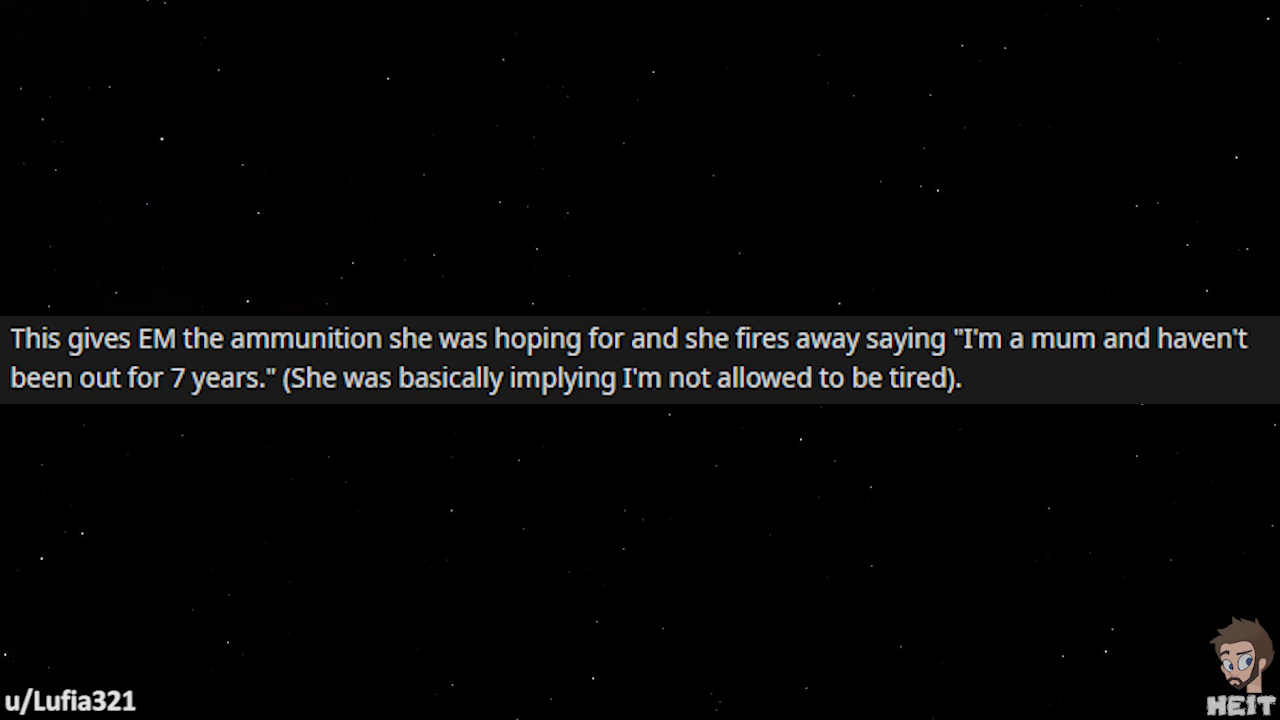 This gives EM the ammunition she was hoping for and she fires away saying "I'm a mum and haven't
been out for 7 years." (She was basically implying I'm not allowed to be tired).
u/Lufia321
HEIT